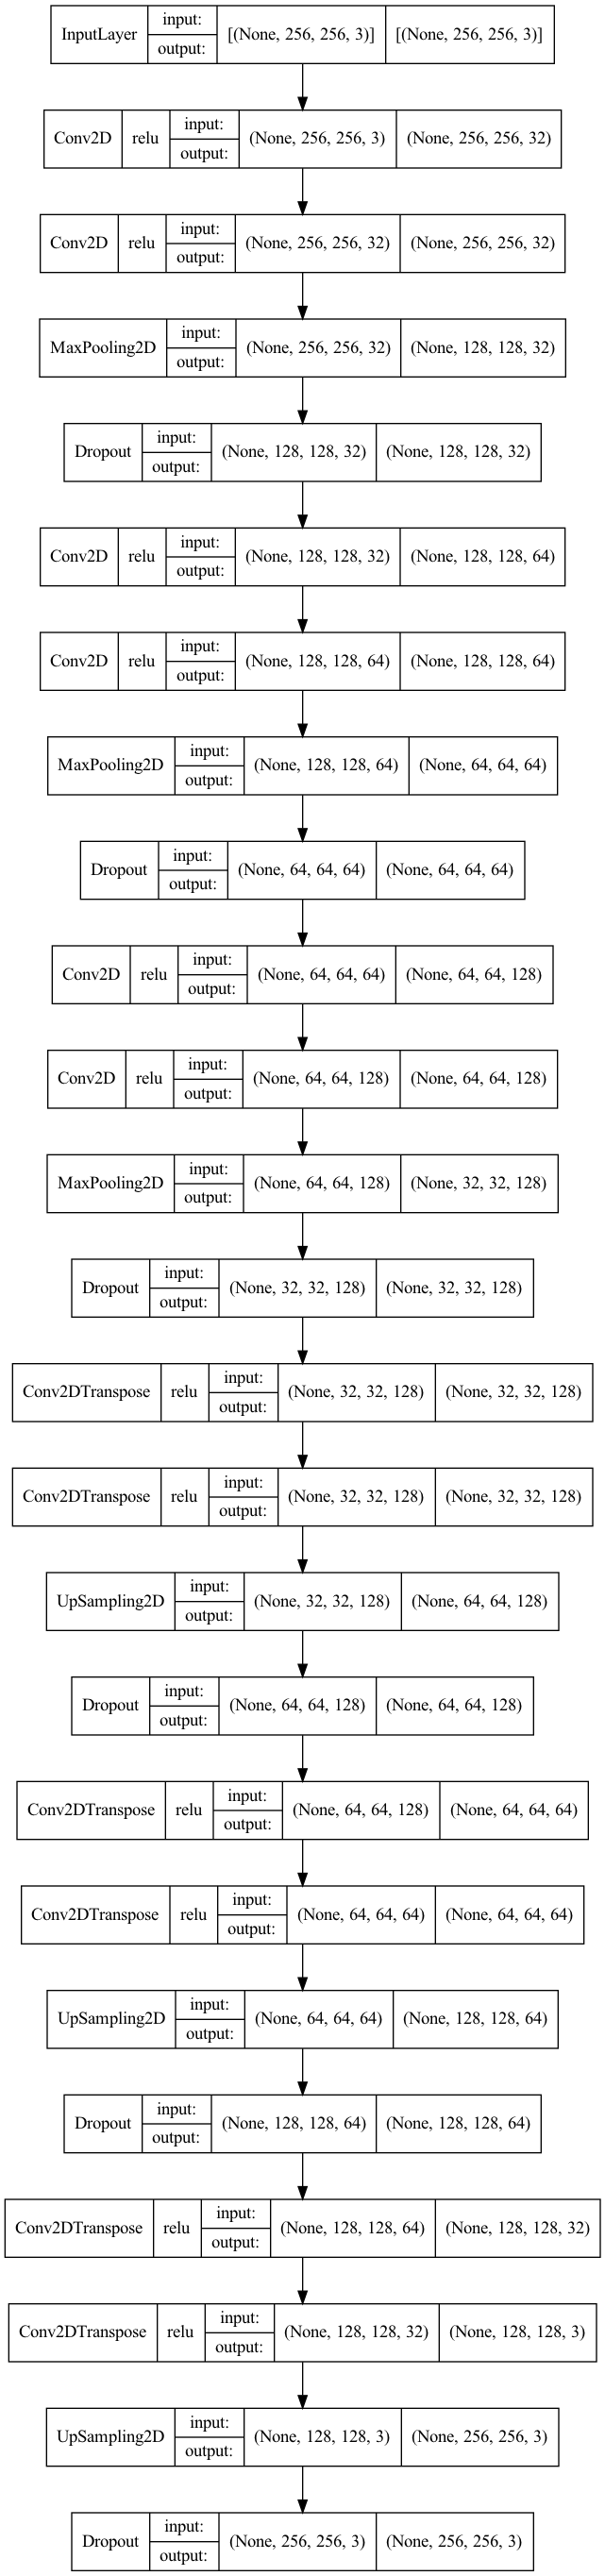 InputLayer input: output: [(None, 256, 256, 3)] [(None, 256, 256, 3)]
Conv2D relu input: output: (None, 256, 256, 3) (None, 256, 256, 32)
Conv2D relu input: output: (None, 256, 256, 32) (None, 256, 256, 32)
MaxPooling2D input: output: (None, 256, 256, 32) (None, 128, 128, 32)
Dropout input: output: (None, 128, 128, 32) (None, 128, 128, 32)
Conv2D relu input: output: (None, 128, 128, 32) (None, 128, 128, 64)
Conv2D relu input: output: (None, 128, 128, 64) (None, 128, 128, 64)
MaxPooling2D input: output: (None, 128, 128, 64) (None, 64, 64, 64)
Dropout input: output: (None, 64, 64, 64) (None, 64, 64, 64)
Conv2D relu input: output: (None, 64, 64, 64) (None, 64, 64, 128)
Conv2D relu input: output: (None, 64, 64, 128) (None, 64, 64, 128)
MaxPooling2D input: output: (None, 64, 64, 128) (None, 32, 32, 128)
Dropout input: output: (None, 32, 32, 128) (None, 32, 32, 128)
Conv2DTranspose relu input: output: (None, 32, 32, 128) (None, 32, 32, 128)
Conv2DTranspose relu input: output: (None, 32, 32, 128) (None, 32, 32, 128)
UpSampling2D input: output: (None, 32, 32, 128) (None, 64, 64, 128)
Dropout input: output: (None, 64, 64, 128) (None, 64, 64, 128)
Conv2DTranspose relu input: output: (None, 64, 64, 128) (None, 64, 64, 64)
Conv2DTranspose relu input: output: (None, 64, 64, 64) (None, 64, 64, 64)
UpSampling2D input: output: (None, 64, 64, 64) (None, 128, 128, 64)
Dropout input: output: (None, 128, 128, 64) (None, 128, 128, 64)
Conv2DTranspose relu input: output: (None, 128, 128, 64) (None, 128, 128, 32)
Conv2DTranspose relu input: output: (None, 128, 128, 32) (None, 128, 128, 3)
UpSampling2D input: output: (None, 128, 128, 3) (None, 256, 256, 3)
Dropout input: output: (None, 256, 256, 3) (None, 256, 256, 3)